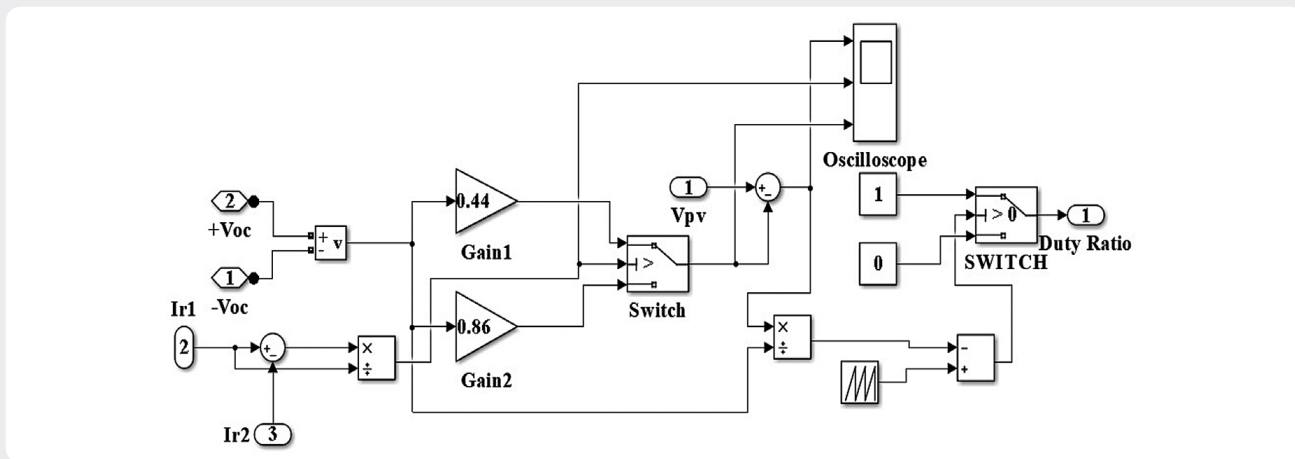 Oscilloscope
1
Vpv
+
-
1
0
> 0
SWITCH
1
Duty Ratio
2
+Voc
+
-
v
1
-Voc
0.44
Gain1
>
Switch
0.86
Gain2
Ir1
2
+
-
×
÷
Ir2
3
×
÷
-
+